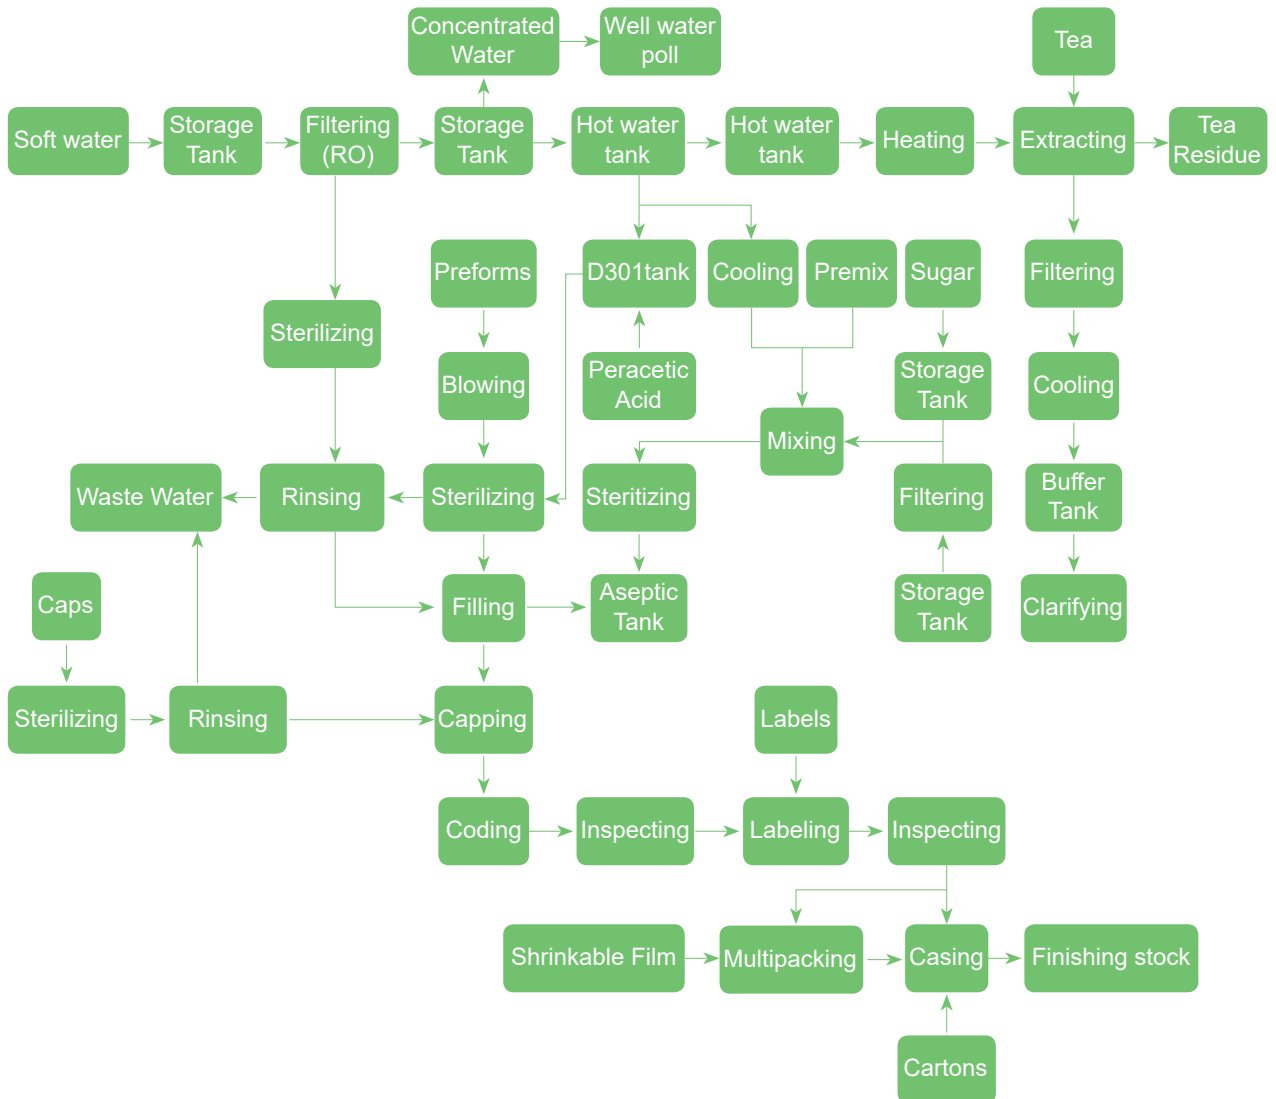 Concentrated
Water
Well water
poll
Tea
Soft water
Storage
Tank
Filtering
(RO)
Storage
Tank
Hot water
tank
Hot water
tank
Heating
Extracting
Tea
Residue
Preforms
D301tank
Cooling
Premix
Sugar
Filtering
Sterilizing
Blowing
Peracetic
Acid
Storage
Tank
Cooling
Mixing
Waste Water
Rinsing
Sterilizing
Steritizing
Filtering
Buffer
Tank
Caps
Filling
Aseptic
Tank
Storage
Tank
Clarifying
Sterilizing
Rinsing
Capping
Labels
Coding
Inspecting
Labeling
Inspecting
Shrinkable Film
Multipacking
Casing
Finishing stock
Cartons